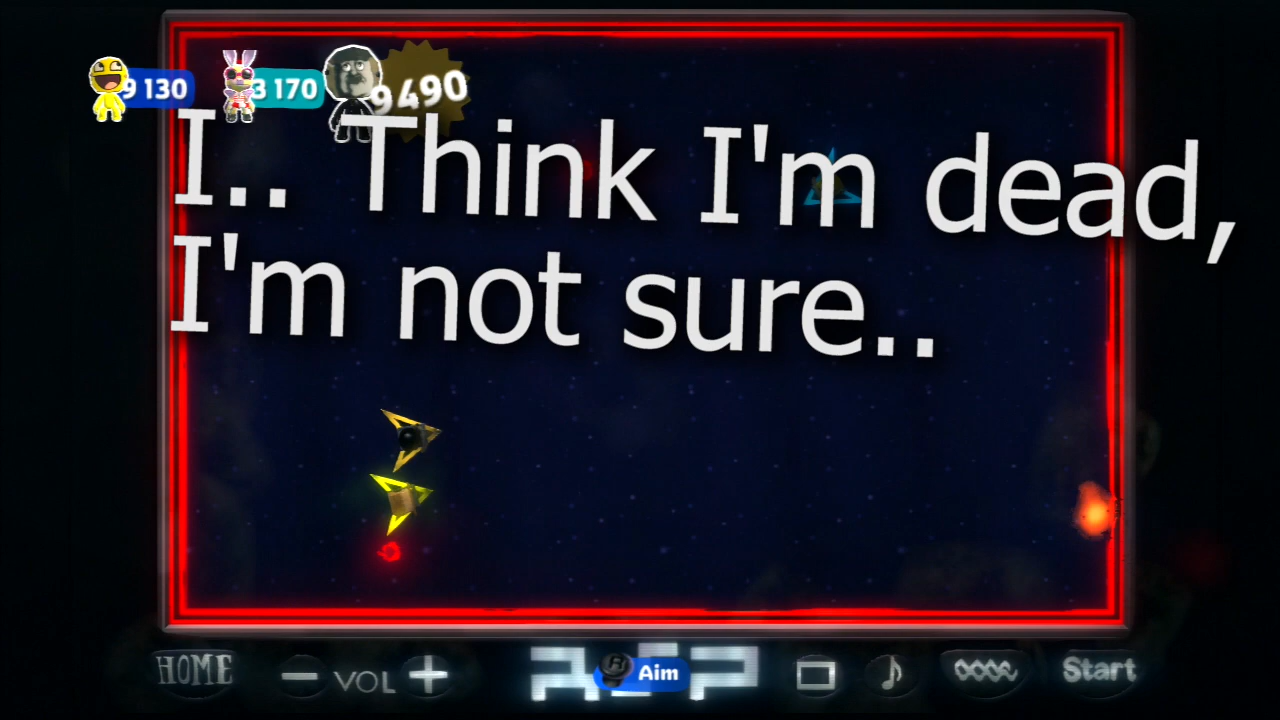 9 130
3 170
9490
I.. Think I'm dead,
I'm not sure..
HOME
VOL
R
Aim
Start